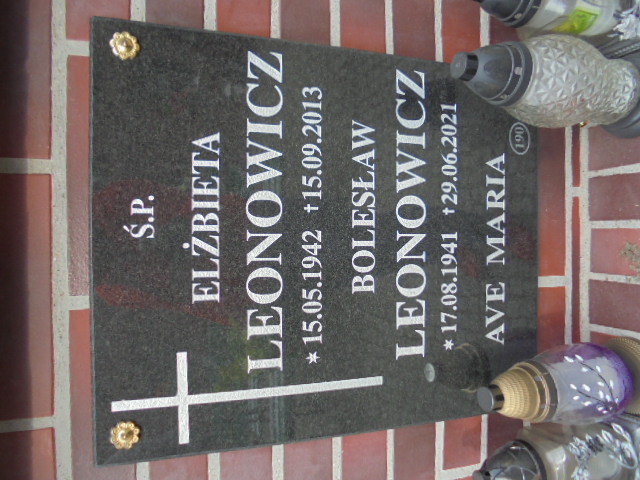 Ś.P.
ELŻBIETA
LEONOWICZ
*15.05.1942 †15.09.2013
BOLESŁAW
LEONOWICZ
*17.08.1941 †29.06.2021
AVE MARIA
190